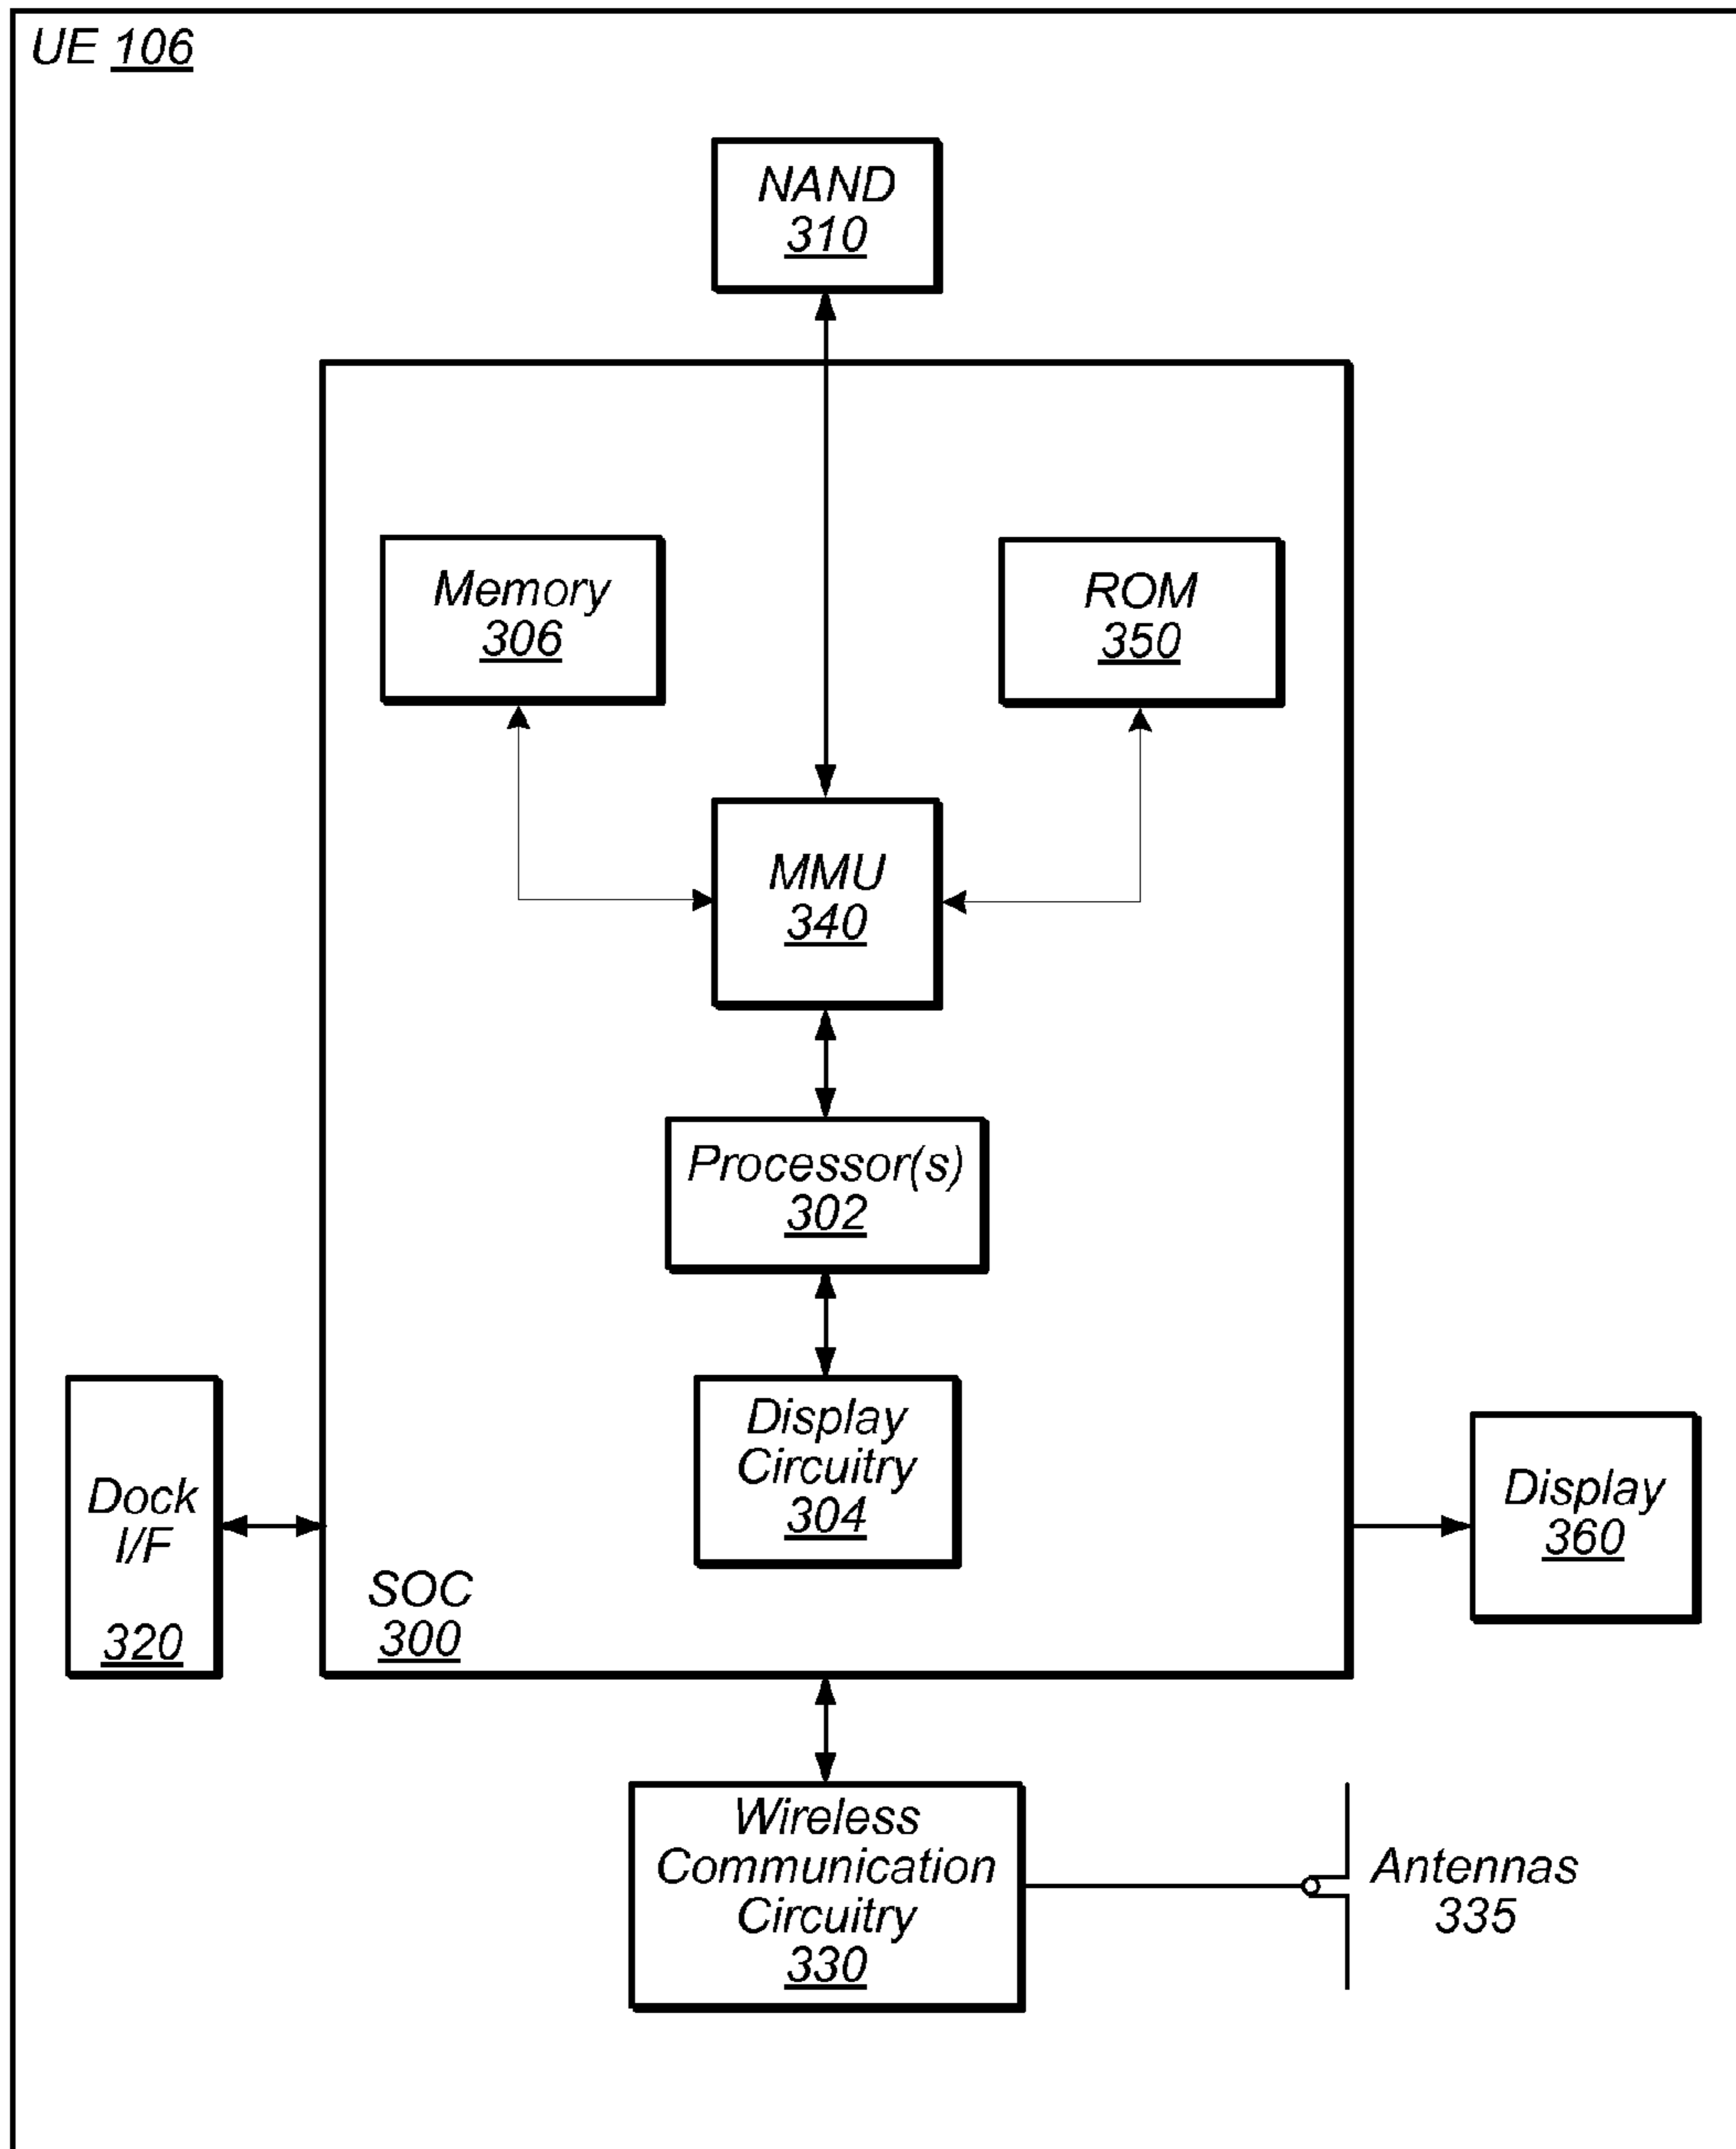 UE 106
NAND
310
Memory
306
ROM
350
MMU
340
Processor(s)
302
Display
Circuitry
304
Dock
I/F
320
SOC
300
Display
360
Wireless
Communication
Circuitry
330
Antennas
335